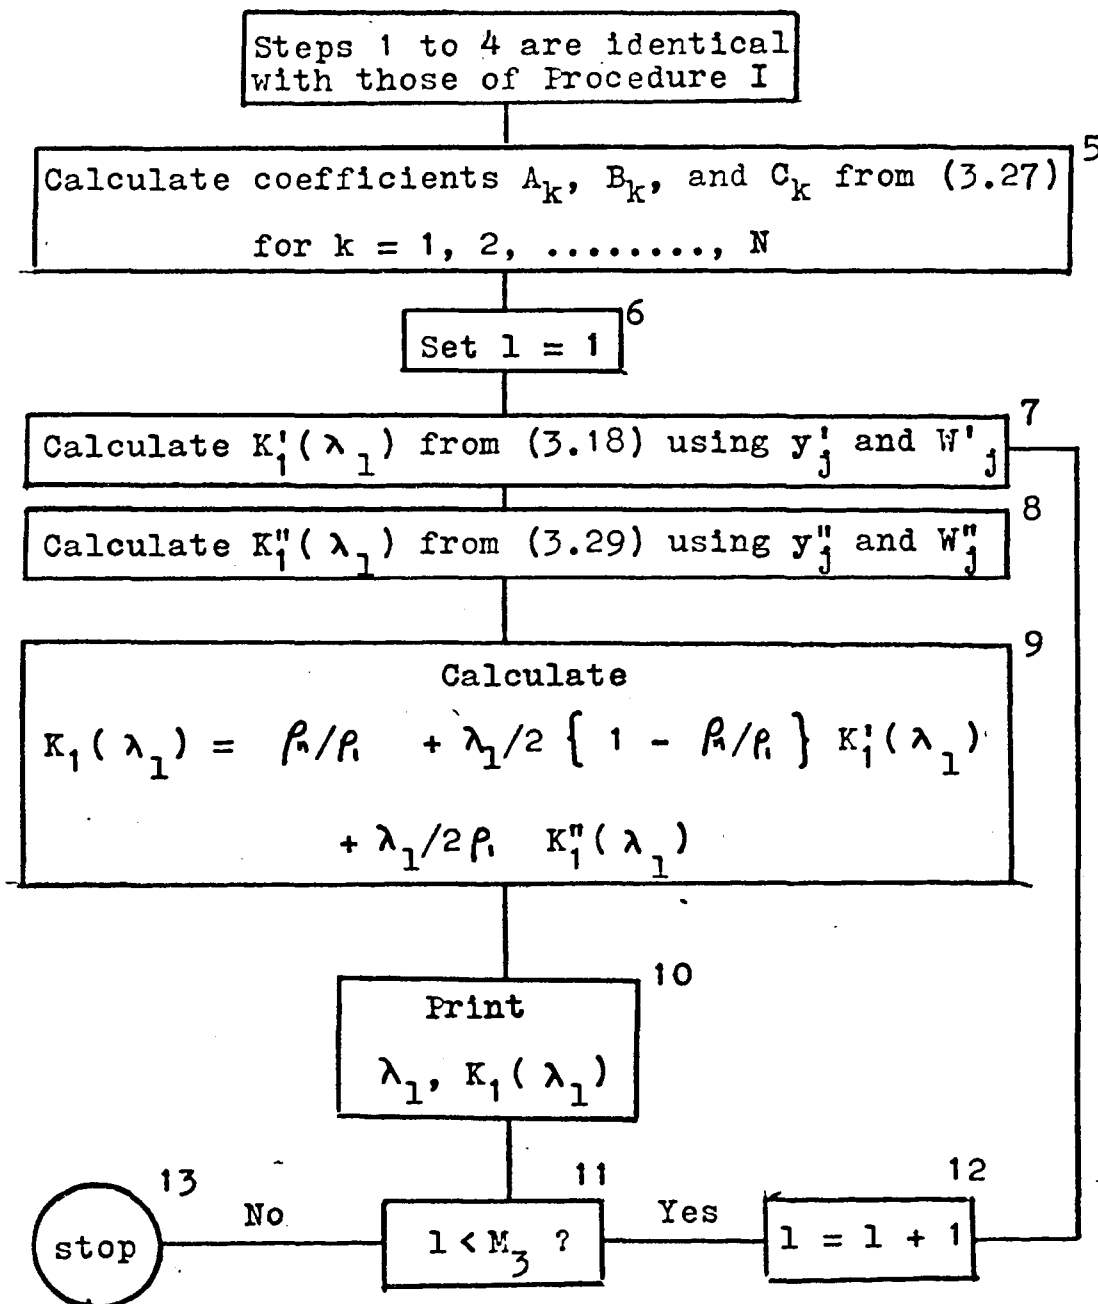 Steps 1 to 4 are identical
with those of Procedure I
5
Calculate coefficients A_k, B_k, and C_k from (3.27)
for k = 1, 2, ........., N
6
Set l = 1
7
Calculate K'_1(λ_l) from (3.18) using y'_j and W'_j
8
Calculate K"_1(λ_l) from (3.29) using y"_j and W"_j
9
Calculate
K_1(λ_l) = ρ_n/ρ_1 + λ_l/2 { 1 - ρ_n/ρ_1 } K'_1(λ_l)
+ λ_l/2ρ_1 K"_1(λ_l)
10
Print
λ_l, K_1(λ_l)
13
11
12
No
Yes
stop
l < M_3 ?
l = l + 1